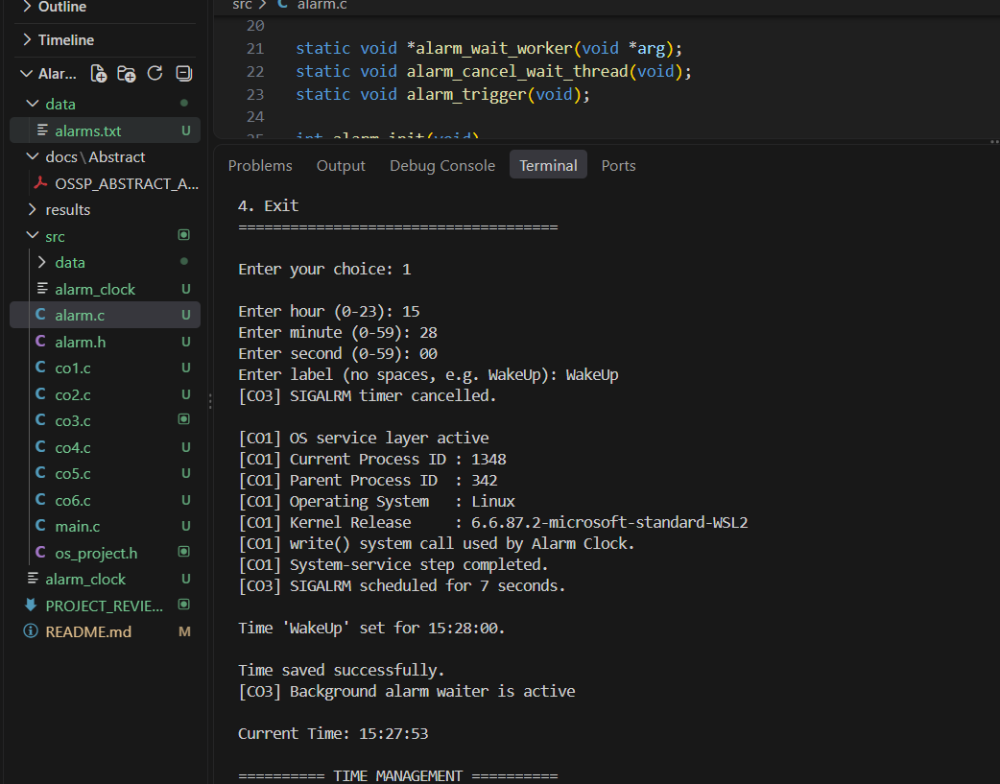 Outline
Timeline
Alar...
data
alarms.txt U
docs\Abstract
OSSP_ABSTRACT_A...
results
src
data
alarm_clock U
C alarm.c U
C alarm.h U
C co1.c U
C co2.c U
C co3.c
C co4.c U
C co5.c U
C co6.c U
C main.c U
C os_project.h
alarm_clock U
PROJECT_REVIE...
README.md M
src > C alarm.c
20
21 static void *alarm_wait_worker(void *arg);
22 static void alarm_cancel_wait_thread(void);
23 static void alarm_trigger(void);
24
25 int alarm_init(void)
Problems Output Debug Console Terminal Ports
4. Exit
=====================================
Enter your choice: 1
Enter hour (0-23): 15
Enter minute (0-59): 28
Enter second (0-59): 00
Enter label (no spaces, e.g. WakeUp): WakeUp
[CO3] SIGALRM timer cancelled.
[CO1] OS service layer active
[CO1] Current Process ID : 1348
[CO1] Parent Process ID : 342
[CO1] Operating System : Linux
[CO1] Kernel Release : 6.6.87.2-microsoft-standard-WSL2
[CO1] write() system call used by Alarm Clock.
[CO1] System-service step completed.
[CO3] SIGALRM scheduled for 7 seconds.
Time 'WakeUp' set for 15:28:00.
Time saved successfully.
[CO3] Background alarm waiter is active
Current Time: 15:27:53
========== TIME MANAGEMENT ==========